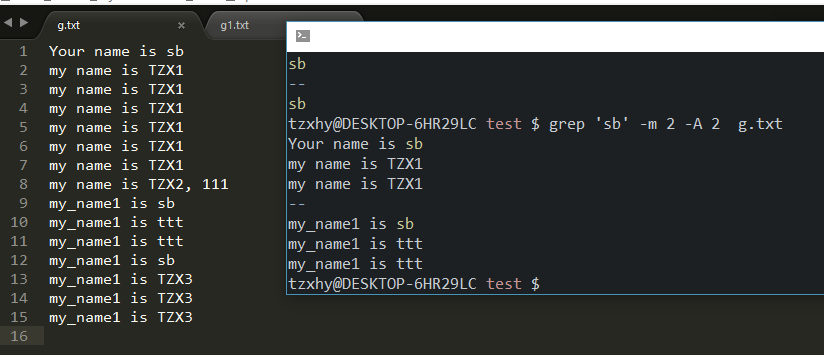 g.txt
g1.txt
1 Your name is sb
2 my name is TZX1
3 my name is TZX1
4 my name is TZX1
5 my name is TZX1
6 my name is TZX1
7 my name is TZX1
8 my name is TZX2, 111
9 my_name1 is sb
10 my_name1 is ttt
11 my_name1 is ttt
12 my_name1 is sb
13 my_name1 is TZX3
14 my_name1 is TZX3
15 my_name1 is TZX3
16
sb
--
sb
tzxhy@DESKTOP-6HR29LC test $ grep 'sb' -m 2 -A 2  g.txt
Your name is sb
my name is TZX1
my name is TZX1
--
my_name1 is sb
my_name1 is ttt
my_name1 is ttt
tzxhy@DESKTOP-6HR29LC test $